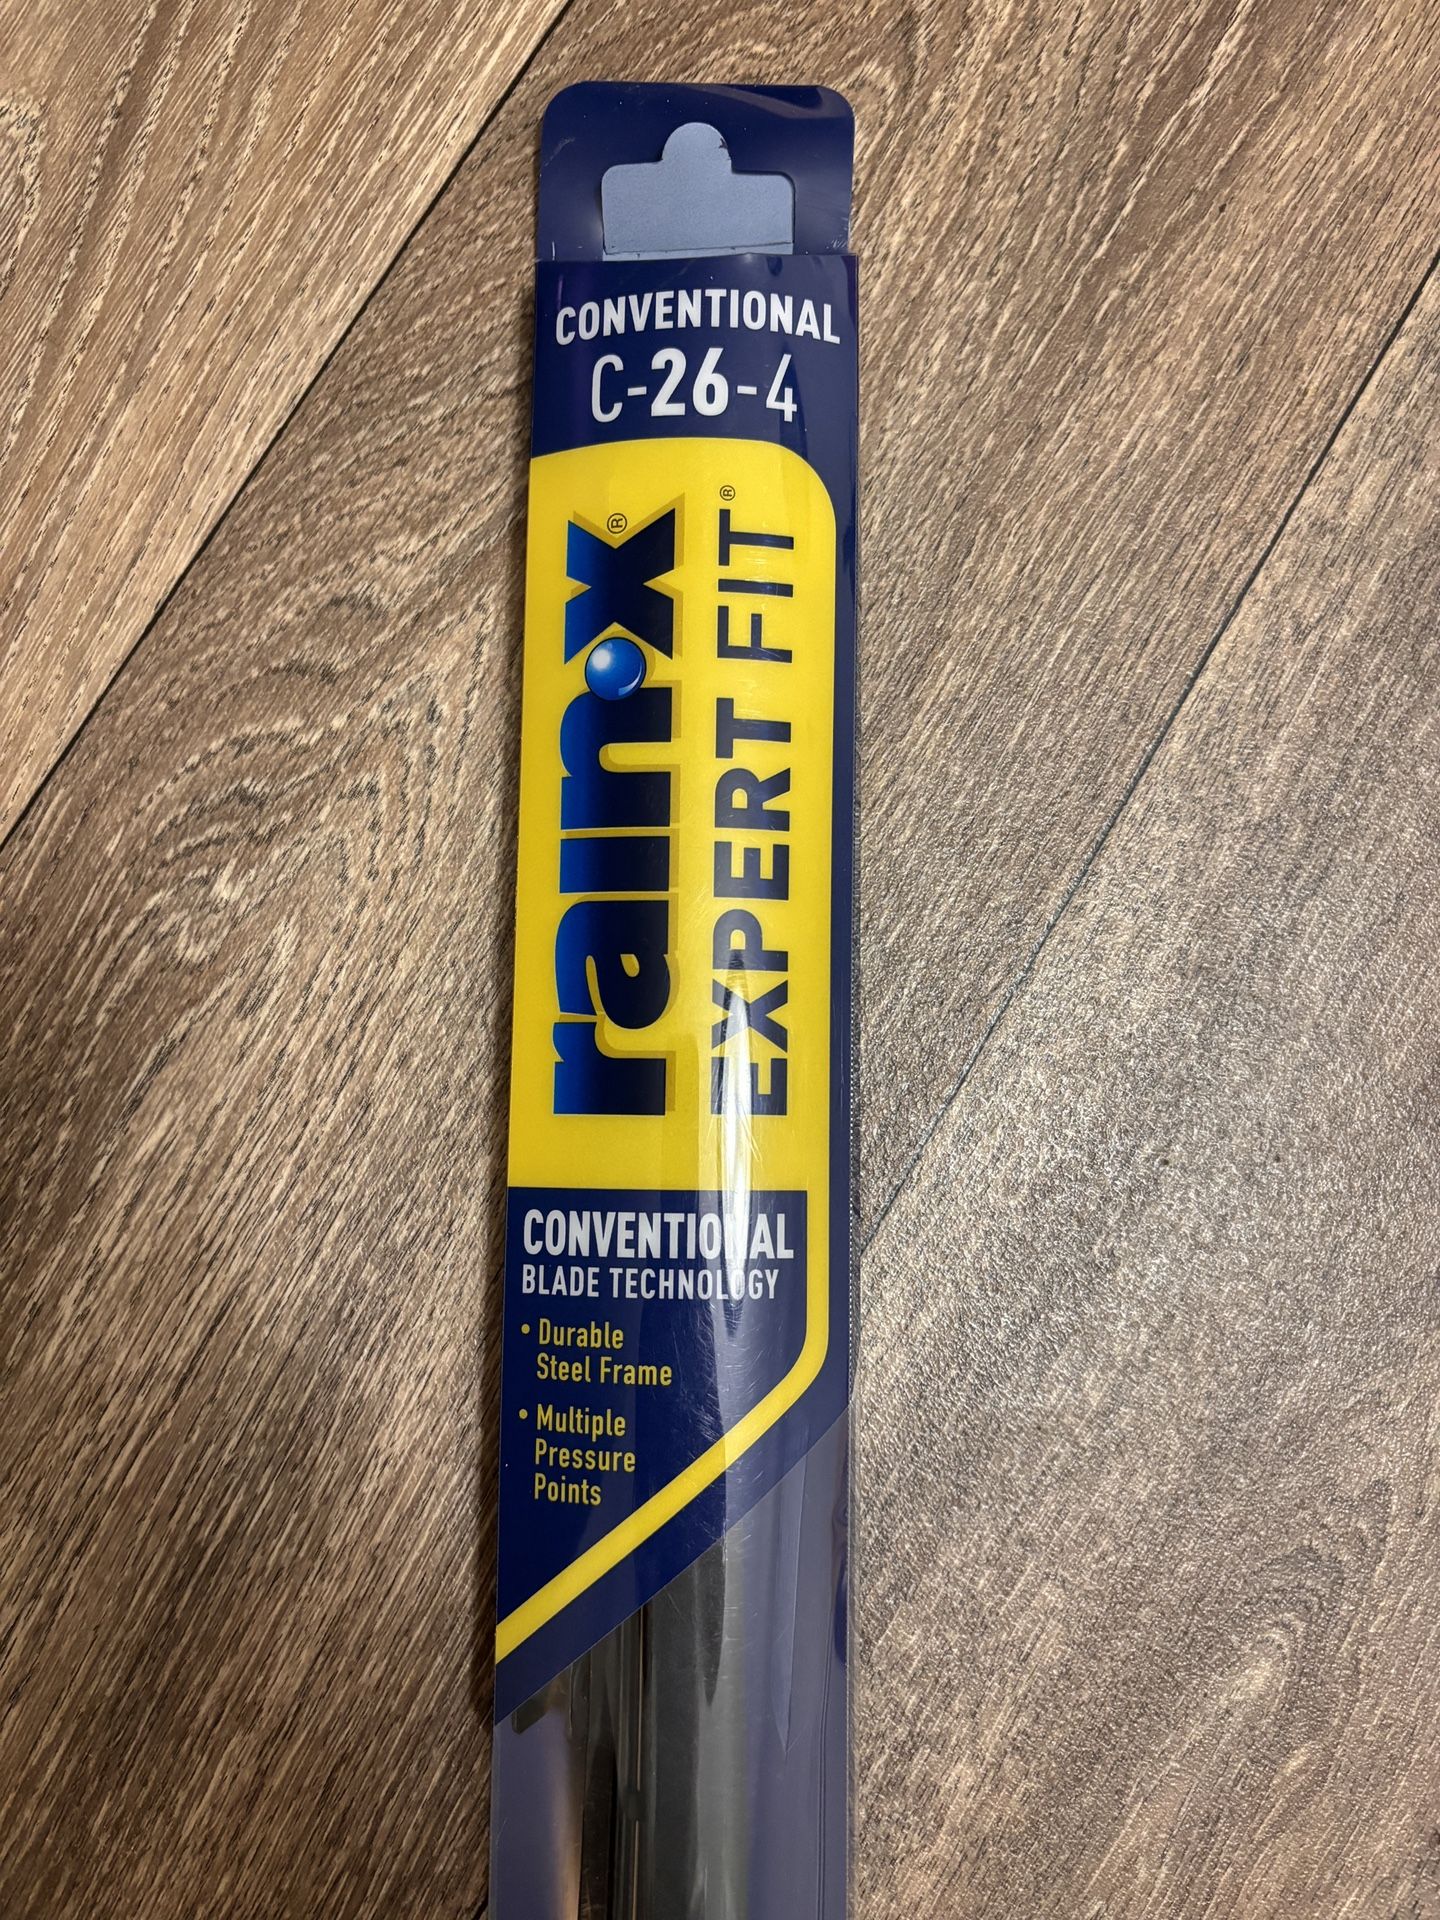 CONVENTIONAL
C-26-4
rain·x®
EXPERT FIT®
CONVENTIONAL
BLADE TECHNOLOGY
• Durable
Steel Frame
• Multiple
Pressure
Points